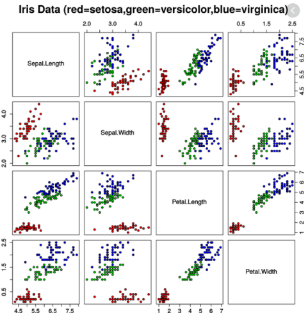 Iris Data (red=setosa,green=versicolor,blue=virginica)
2.0 3.0 4.0
0.5 1.5 2.5
Sepal.Length
4.5 5.5 6.5 7.5
2.0 3.0 4.0
Sepal.Width
Petal.Length
1 2 3 4 5 6 7
0.5 1.5 2.5
Petal.Width
4.5 5.5 6.5 7.5
1 2 3 4 5 6 7